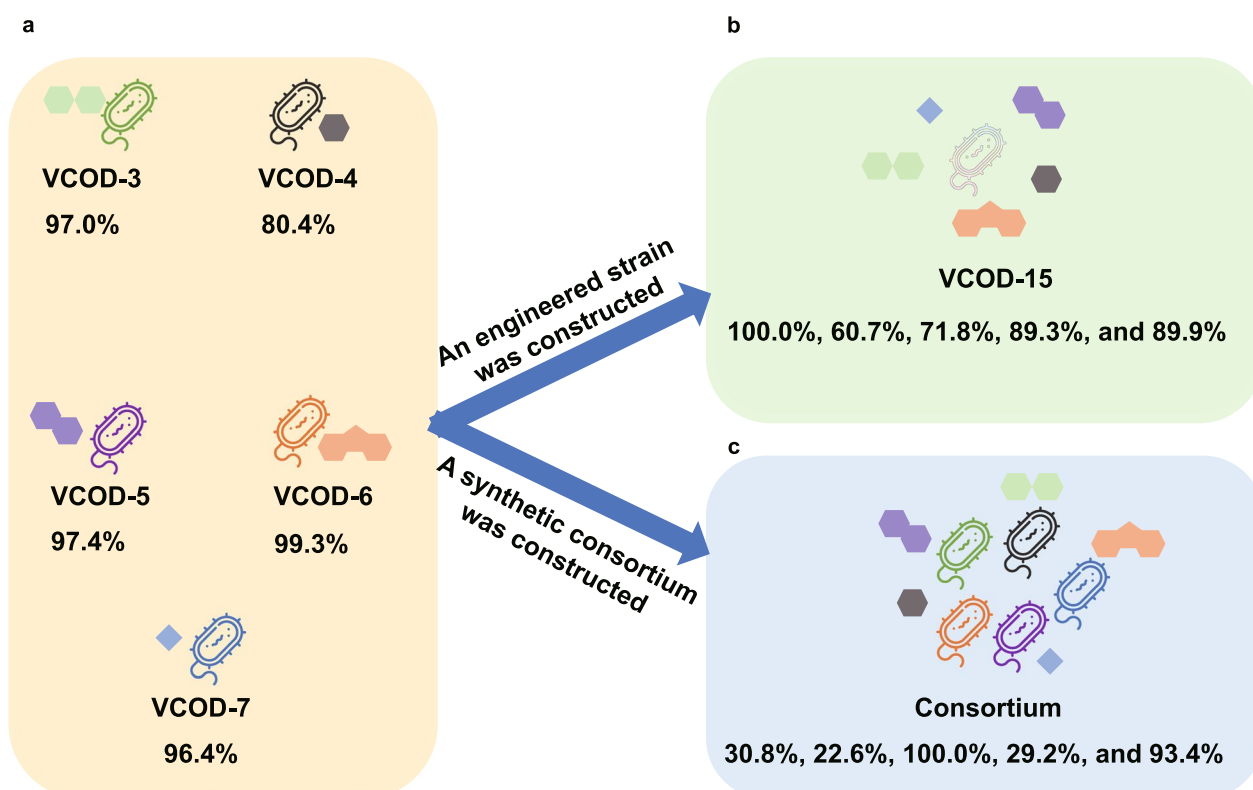 a
VCOD-3
97.0%
VCOD-4
80.4%
VCOD-5
97.4%
VCOD-6
99.3%
VCOD-7
96.4%
An engineered strain
was constructed
A synthetic consortium
was constructed
b
VCOD-15
100.0%, 60.7%, 71.8%, 89.3%, and 89.9%
c
Consortium
30.8%, 22.6%, 100.0%, 29.2%, and 93.4%